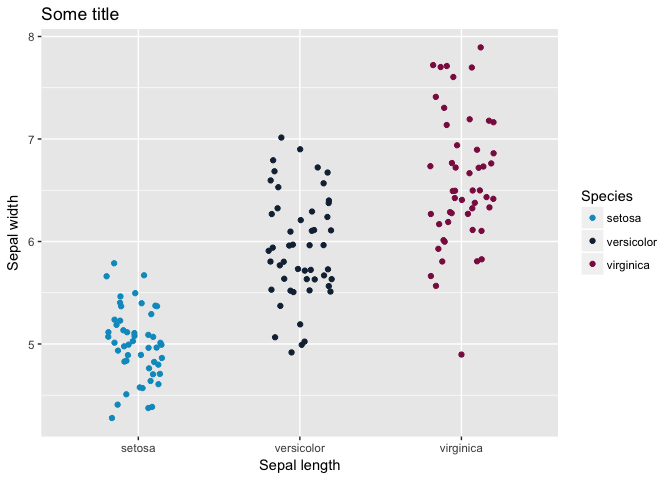 Some title
8
7
6
5
Sepal width
setosa
versicolor
virginica
Sepal length
Species
setosa
versicolor
virginica